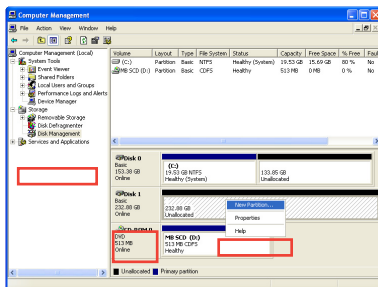 Computer Management
File Action View Window Help
Computer Management (Local)
System Tools
Event Viewer
Shared Folders
Local Users and Groups
Performance Logs and Alerts
Device Manager
Storage
Removable Storage
Disk Defragmenter
Disk Management
Services and Applications
Volume Layout Type File System Status Capacity Free Space % Free Faul
(C:) Partition Basic NTFS Healthy (System) 19.53 GB 15.69 GB 80 % No
MB SCD (D:) Partition Basic CDFS Healthy 513 MB 0 MB 0 % No
Disk 0
Basic
153.38 GB
Online
(C:)
19.53 GB NTFS
Healthy (System)
133.85 GB
Unallocated
Disk 1
Basic
232.88 GB
Online
232.88 GB
Unallocated
New Partition...
Properties
Help
CD-ROM 0
DVD
513 MB
Online
MB SCD (D:)
513 MB CDFS
Healthy
Unallocated Primary partition